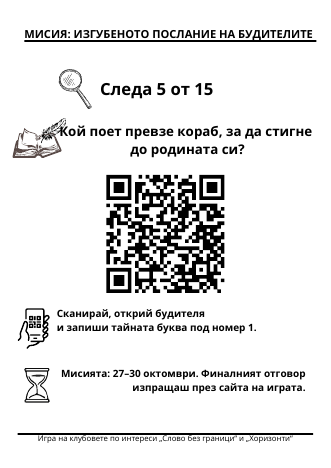 МИСИЯ: ИЗГУБЕНОТО ПОСЛАНИЕ НА БУДИТЕЛИТЕ
Следа 5 от 15
Кой поет превзе кораб, за да стигне
до родината си?
Сканирай, открий будителя
и запиши тайната буква под номер 1.
Мисията: 27–30 октомври. Финалният отговор
изпращаш през сайта на играта.
Игра на клубовете по интереси „Слово без граници“ и „Хоризонти“